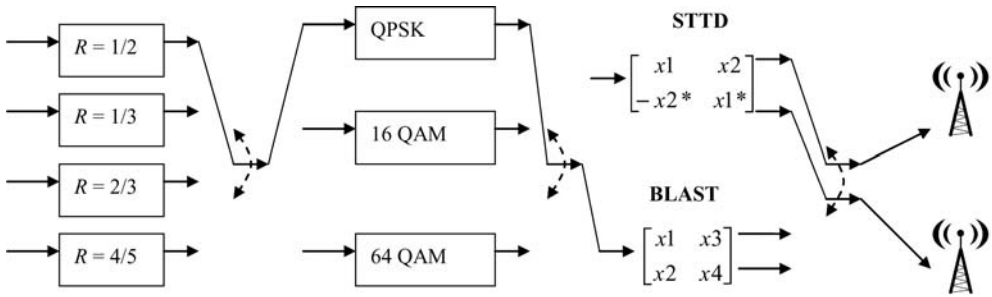 R = 1/2
R = 1/3
R = 2/3
R = 4/5
QPSK
16 QAM
64 QAM
STTD
x1 x2
−x2* x1*
BLAST
x1 x3
x2 x4